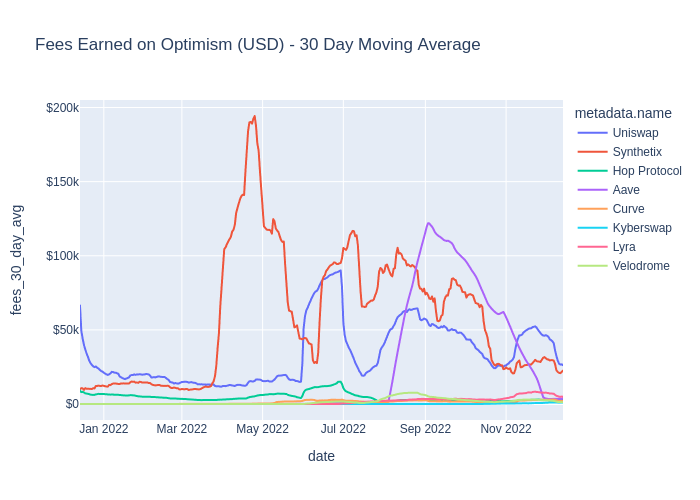 Fees Earned on Optimism (USD) - 30 Day Moving Average
metadata.name
Uniswap
Synthetix
Hop Protocol
Aave
Curve
Kyberswap
Lyra
Velodrome
fees_30_day_avg
$200k
$150k
$100k
$50k
$0
Jan 2022
Mar 2022
May 2022
Jul 2022
Sep 2022
Nov 2022
date